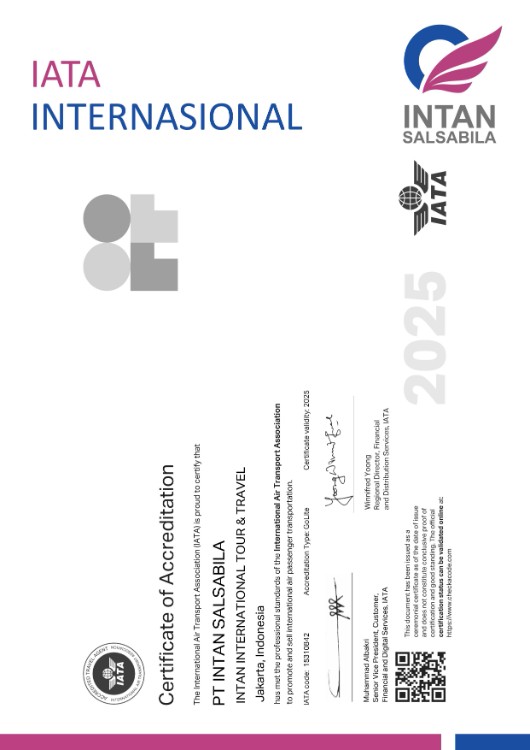 IATA
INTERNASIONAL
INTAN
SALSABILA
IATA
2025
Certificate of Accreditation
The International Air Transport Association (IATA) is proud to certify that
PT INTAN SALSABILA
INTAN INTERNATIONAL TOUR & TRAVEL
Jakarta, Indonesia
has met the professional standards of the International Air Transport Association
to promote and sell international air passenger transportation.
IATA code: 15310842 Accreditation Type: GoLite Certificate validity: 2025
Muhammad Albakri
Senior Vice President, Customer,
Financial and Digital Services, IATA
Winnifred Yoong
Regional Director, Financial
and Distribution Services, IATA
This document has been issued as a
ceremonial certificate as of the date of issue
and does not constitute conclusive proof of
certification and good standing. The official
certification status can be validated online at:
https://www.checkacode.com
IATA
ACCREDITED TRAVEL AGENT